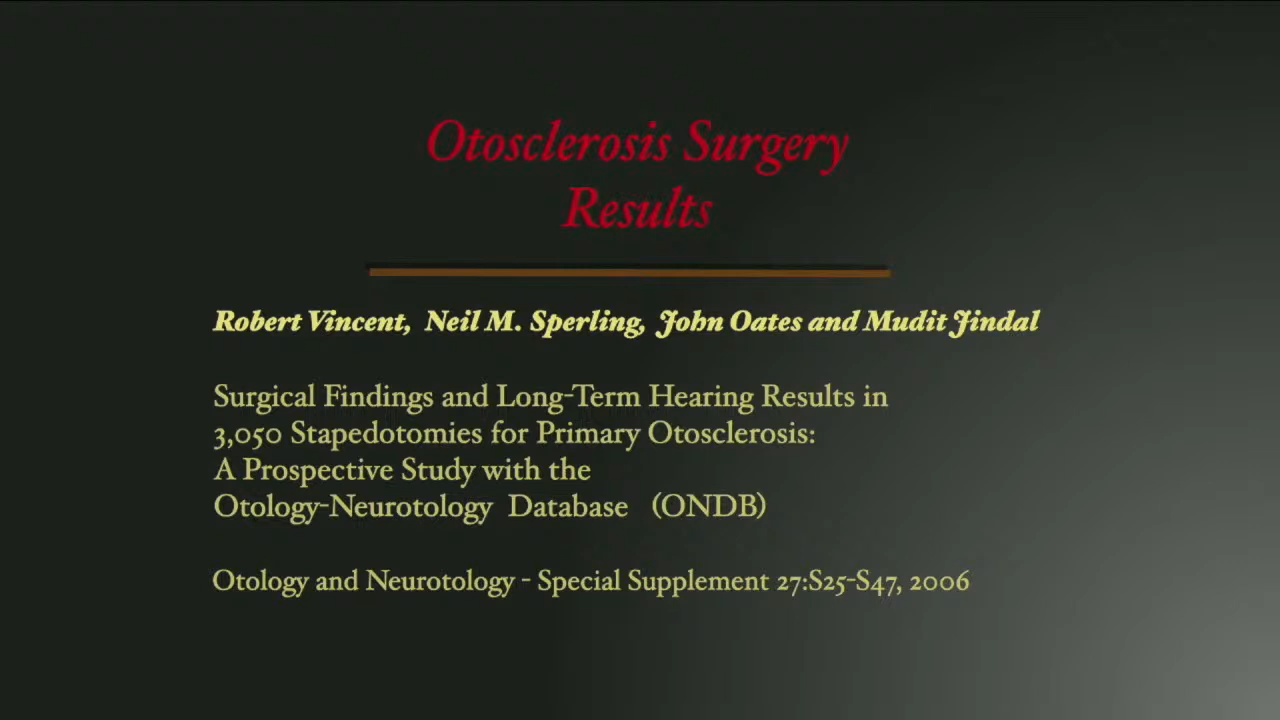 Otosclerosis Surgery
Results
Robert Vincent, Neil M. Sperling, John Oates and Mudit Jindal
Surgical Findings and Long-Term Hearing Results in
3,050 Stapedotomies for Primary Otosclerosis:
A Prospective Study with the
Otology-Neurotology Database (ONDB)
Otology and Neurotology - Special Supplement 27:S25-S47, 2006